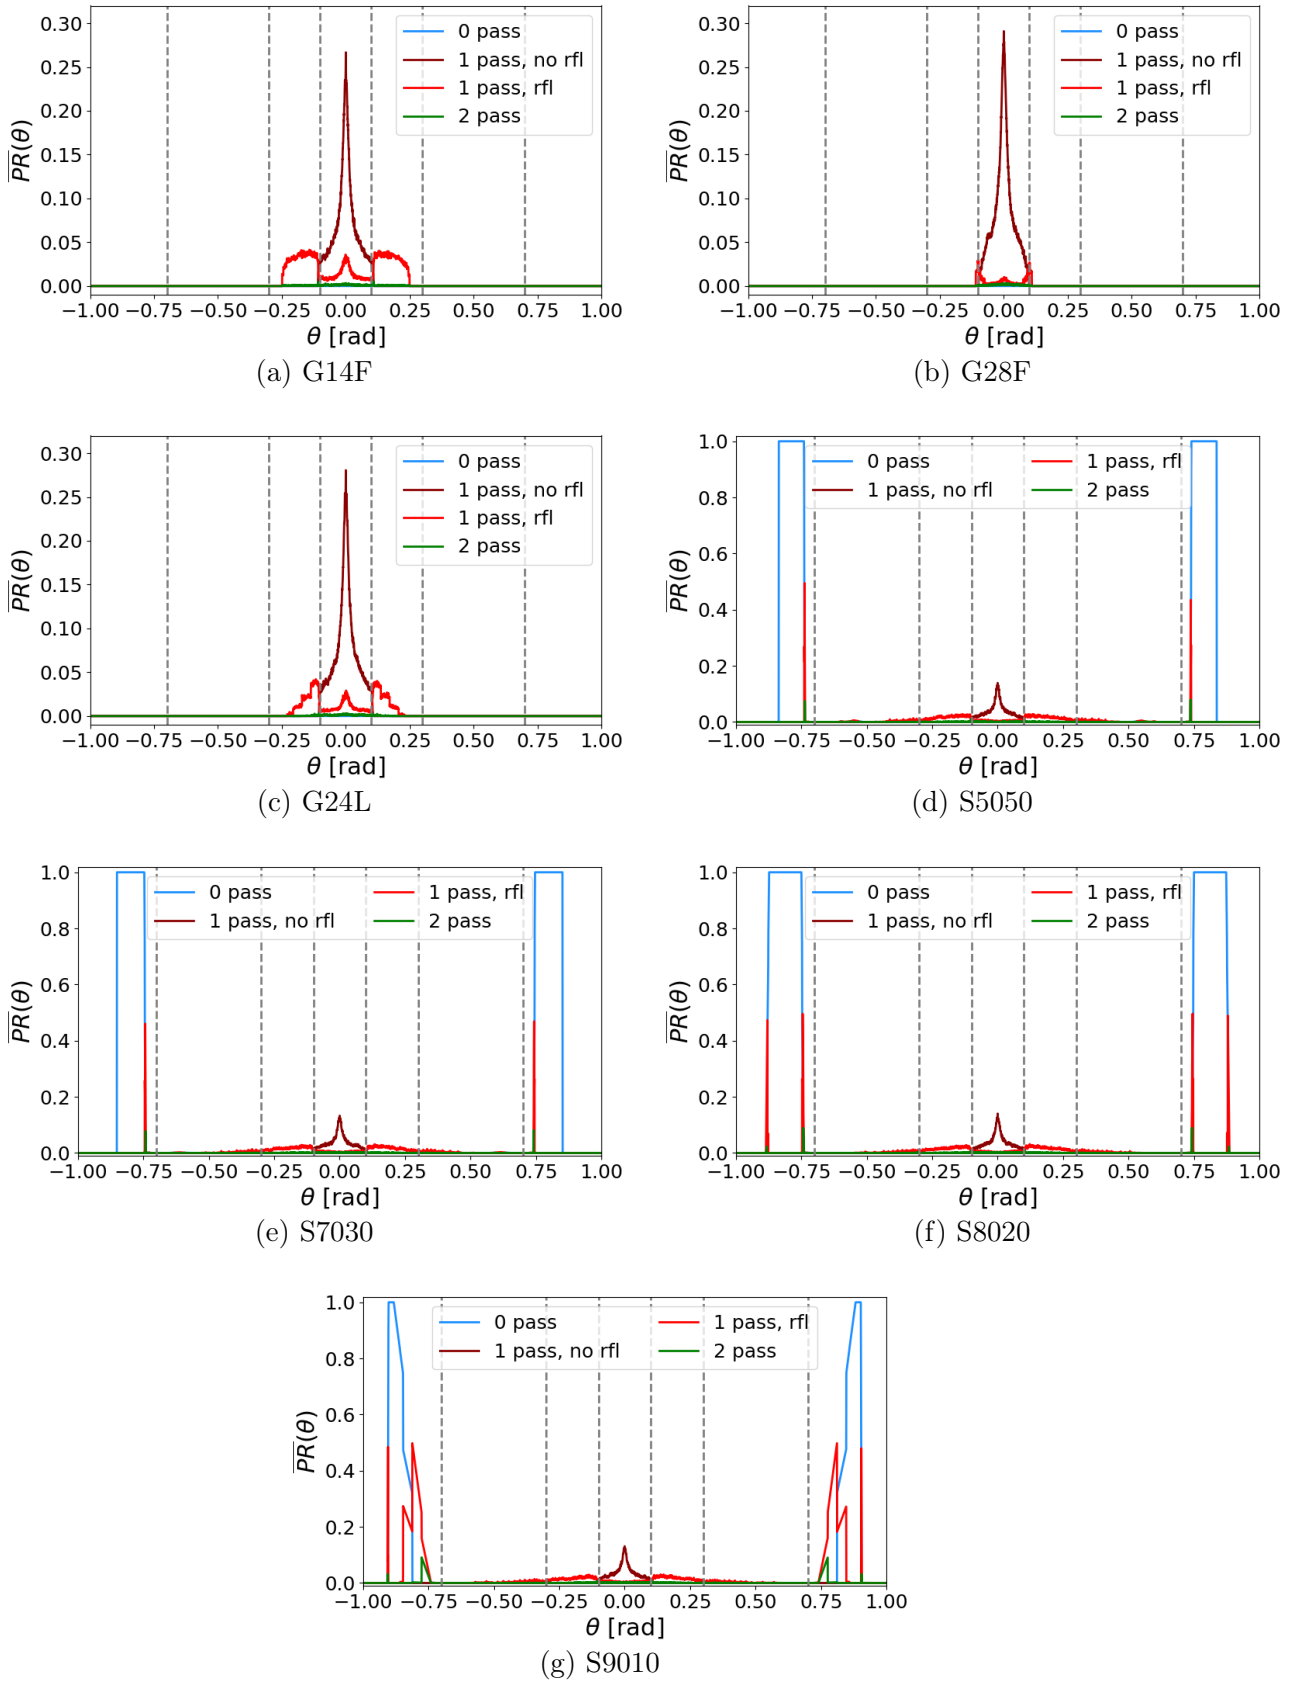 0.30
0.25
0.20
0.15
0.10
0.05
0.00
PR(θ)
0 pass
1 pass, no rfl
1 pass, rfl
2 pass
−1.00 −0.75 −0.50 −0.25 0.00 0.25 0.50 0.75 1.00
θ [rad]
(a) G14F
0.30
0.25
0.20
0.15
0.10
0.05
0.00
PR(θ)
0 pass
1 pass, no rfl
1 pass, rfl
2 pass
−1.00 −0.75 −0.50 −0.25 0.00 0.25 0.50 0.75 1.00
θ [rad]
(b) G28F
0.30
0.25
0.20
0.15
0.10
0.05
0.00
PR(θ)
0 pass
1 pass, no rfl
1 pass, rfl
2 pass
−1.00 −0.75 −0.50 −0.25 0.00 0.25 0.50 0.75 1.00
θ [rad]
(c) G24L
1.0
0.8
0.6
0.4
0.2
0.0
PR(θ)
0 pass 1 pass, rfl
1 pass, no rfl 2 pass
−1.00 −0.75 −0.50 −0.25 0.00 0.25 0.50 0.75 1.00
θ [rad]
(d) S5050
1.0
0.8
0.6
0.4
0.2
0.0
PR(θ)
0 pass 1 pass, rfl
1 pass, no rfl 2 pass
−1.00 −0.75 −0.50 −0.25 0.00 0.25 0.50 0.75 1.00
θ [rad]
(e) S7030
1.0
0.8
0.6
0.4
0.2
0.0
PR(θ)
0 pass 1 pass, rfl
1 pass, no rfl 2 pass
−1.00 −0.75 −0.50 −0.25 0.00 0.25 0.50 0.75 1.00
θ [rad]
(f) S8020
1.0
0.8
0.6
0.4
0.2
0.0
PR(θ)
0 pass 1 pass, rfl
1 pass, no rfl 2 pass
−1.00 −0.75 −0.50 −0.25 0.00 0.25 0.50 0.75 1.00
θ [rad]
(g) S9010